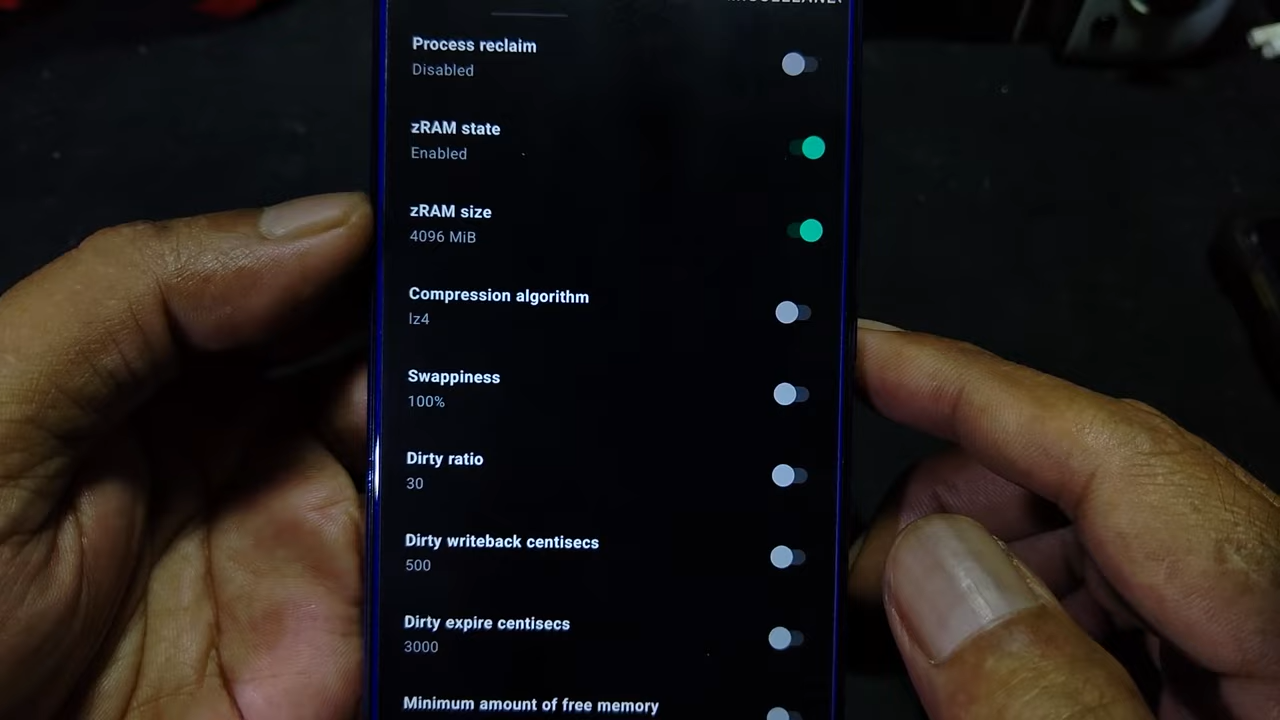 Process reclaim
Disabled
zRAM state
Enabled
zRAM size
4096 MiB
Compression algorithm
lz4
Swappiness
100%
Dirty ratio
30
Dirty writeback centisecs
500
Dirty expire centisecs
3000
Minimum amount of free memory